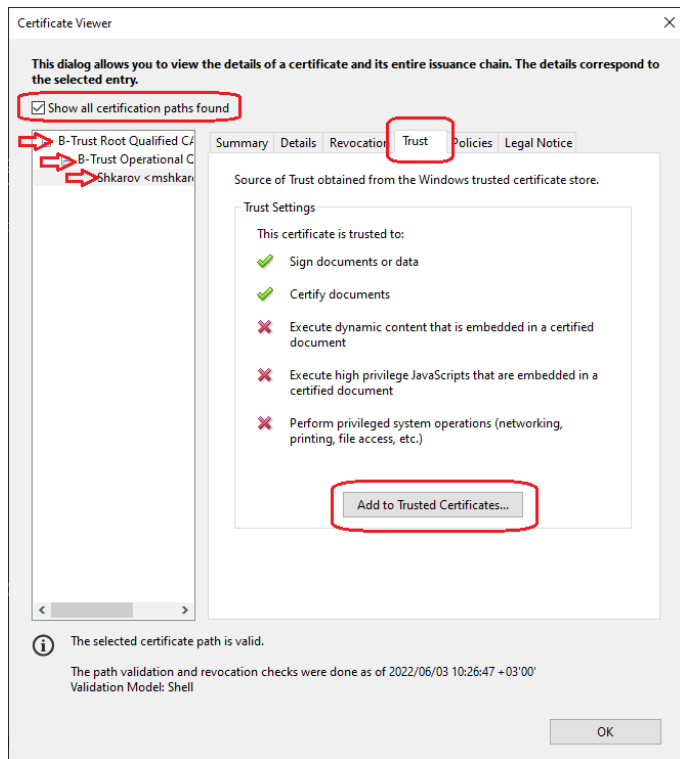 Certificate Viewer
This dialog allows you to view the details of a certificate and its entire issuance chain. The details correspond to
the selected entry.
Show all certification paths found
B-Trust Root Qualified CA
B-Trust Operational C
Shkarov <mshkaro
Summary Details Revocation Trust Policies Legal Notice
Source of Trust obtained from the Windows trusted certificate store.
Trust Settings
This certificate is trusted to:
Sign documents or data
Certify documents
Execute dynamic content that is embedded in a certified
document
Execute high privilege JavaScripts that are embedded in a
certified document
Perform privileged system operations (networking,
printing, file access, etc.)
Add to Trusted Certificates...
The selected certificate path is valid.
The path validation and revocation checks were done as of 2022/06/03 10:26:47 +03'00'
Validation Model: Shell
OK